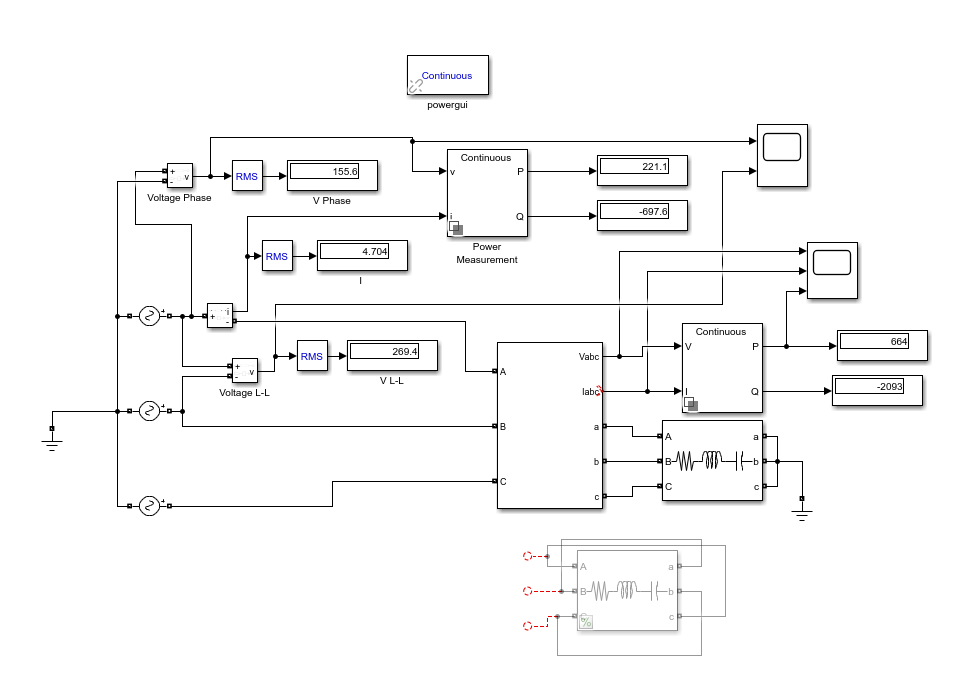 Continuous
powergui
Continuous
v
P
i
Q
Power
Measurement
221.1
-697.6
+
-
v
Voltage Phase
RMS
155.6
V Phase
RMS
4.704
I
+
i
-
+
+
-
v
Voltage L-L
RMS
269.4
V L-L
+
+
A
B
C
Vabc
Iabc
a
b
c
Continuous
V
P
I
Q
664
-2093
A
B
C
a
b
c
A
B
a
b
c
%